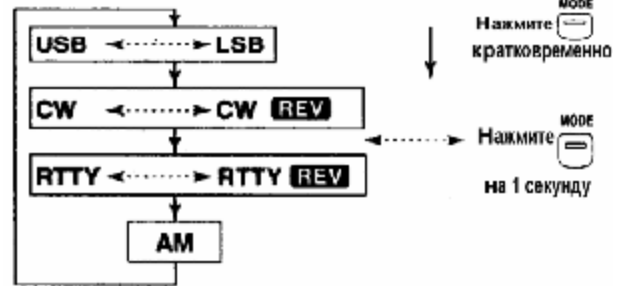 MODE
Нажмите
кратковременно
USB LSB
CW CW REV
MODE
Нажмите
RTTY RTTY REV
на 1 секунду
AM